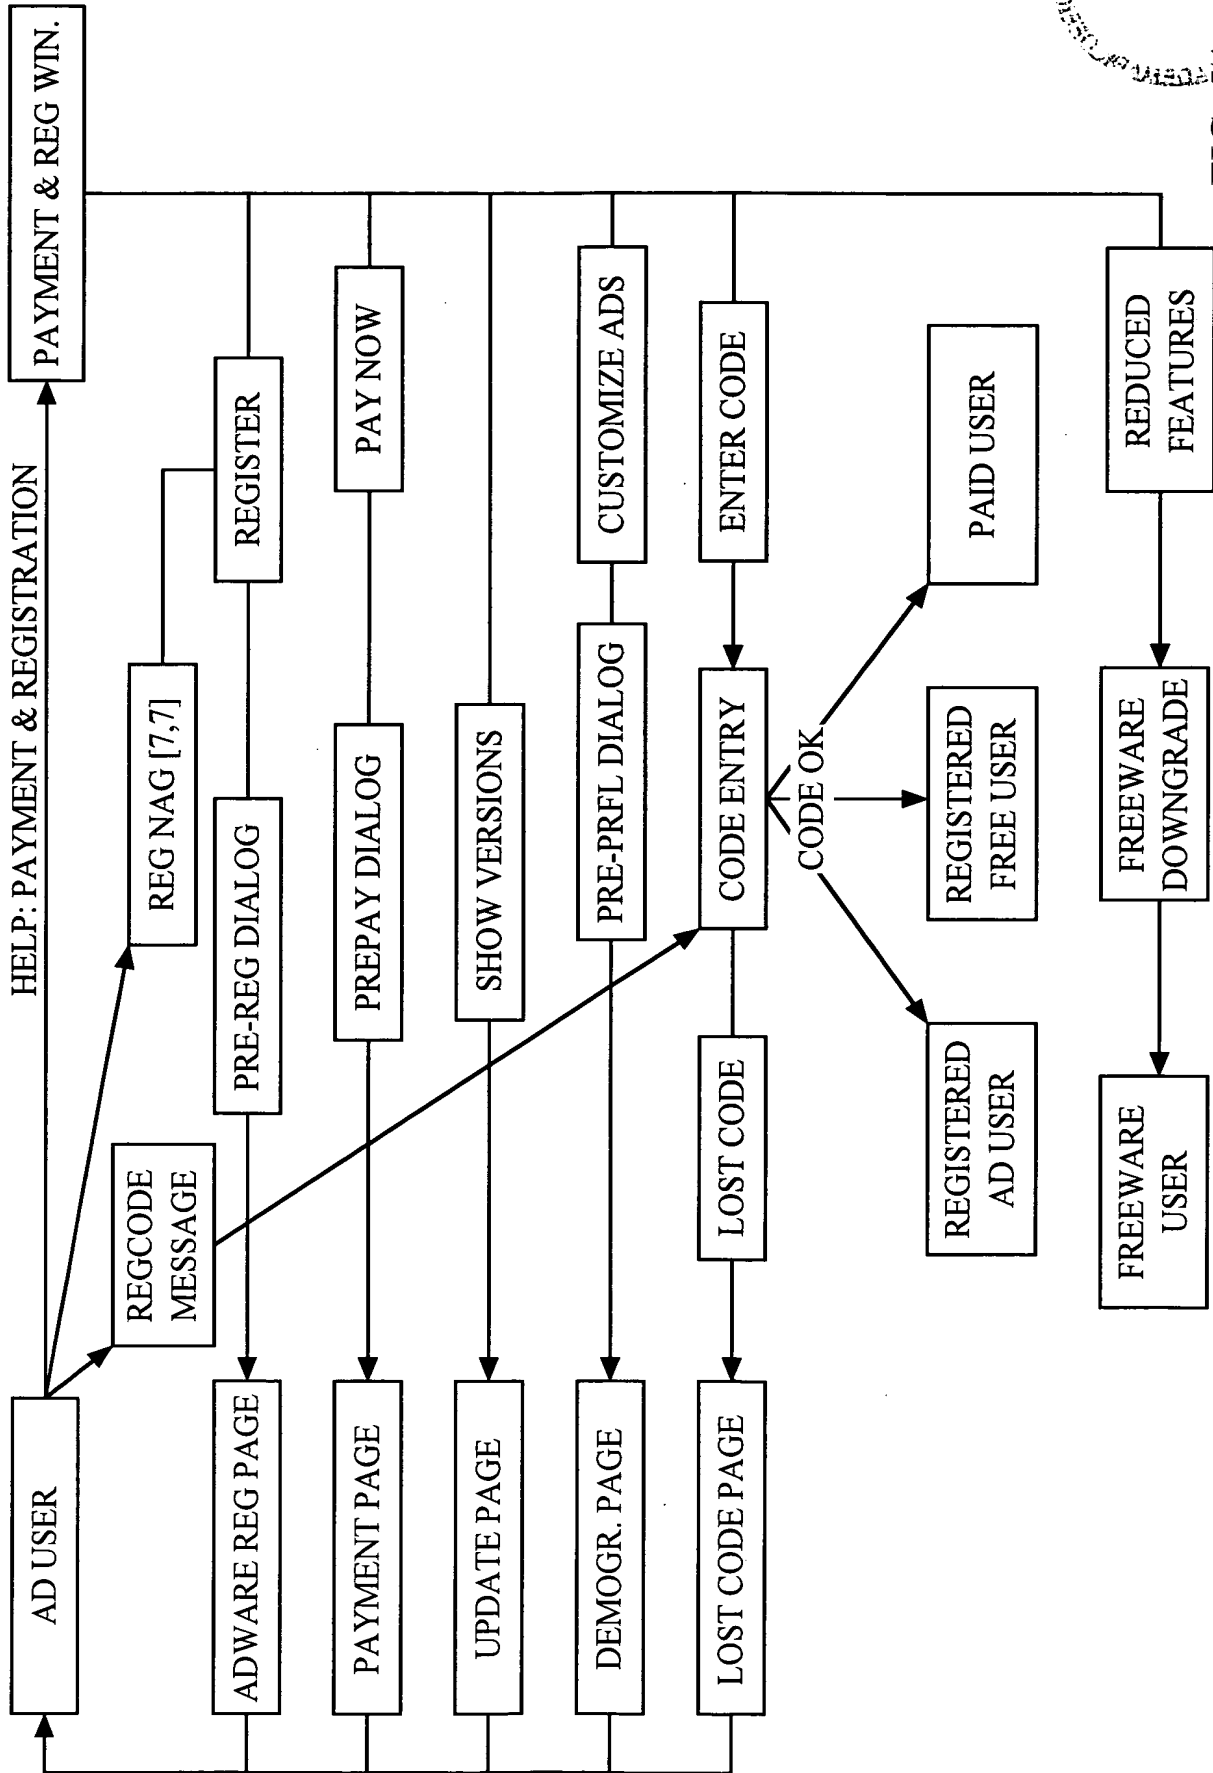 HELP: PAYMENT & REGISTRATION
AD USER
PAYMENT & REG WIN.
REGCODE
MESSAGE
REG NAG [7,7]
ADWARE REG PAGE
PRE-REG DIALOG
REGISTER
PAYMENT PAGE
PREPAY DIALOG
PAY NOW
UPDATE PAGE
SHOW VERSIONS
DEMOGR. PAGE
PRE-PRFL DIALOG
CUSTOMIZE ADS
LOST CODE PAGE
LOST CODE
CODE ENTRY
ENTER CODE
CODE OK
REGISTERED
AD USER
REGISTERED
FREE USER
PAID USER
FREEWARE
USER
FREEWARE
DOWNGRADE
REDUCED
FEATURES